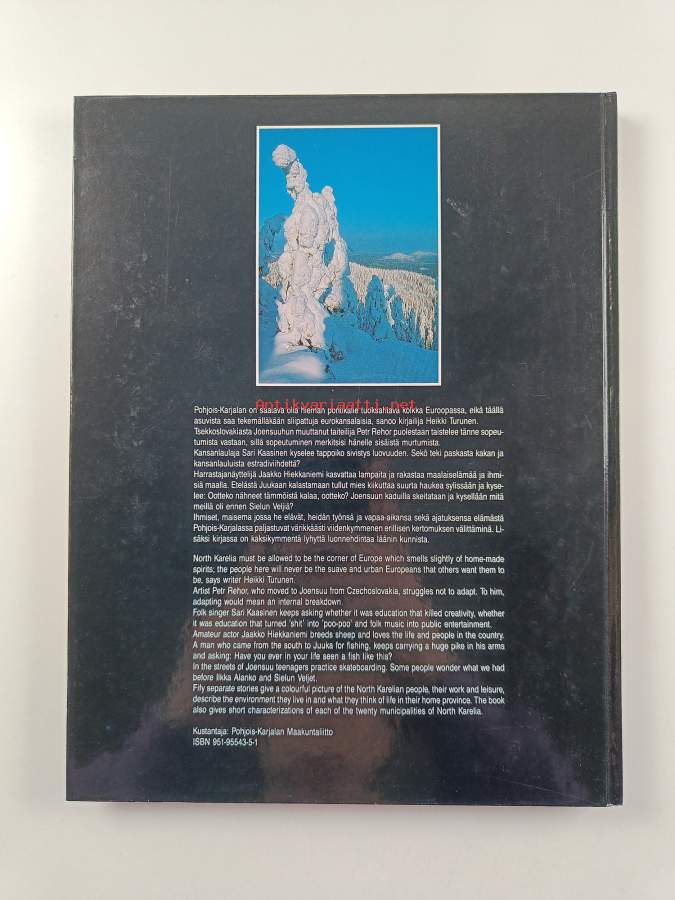 Antikvariaatti.net
Pohjois-Karjalan on saatava olla hieman pontikalle tuoksahtava kolkka Euroopassa, eikä täällä
asuvista saa tekemälläkään sliipattuja eurokansalaisia, sanoo kirjailija Heikki Turunen.
Tsekkoslovakiasta Joensuuhun muuttanut taiteilija Petr Rehor puolestaan taistelee tänne sopeu-
tumista vastaan, sillä sopeutuminen merkitsisi hänelle sisäistä murtumista.
Kansanlaulaja Sari Kaasinen kyselee tappoiko sivistys luovuuden. Sekö teki paskasta kakan ja
kansanlauluista estradiviihdettä?
Harrastajanäyttelijä Jaakko Hiekkaniemi kasvattaa lampaita ja rakastaa maalaiselämää ja ihmi-
siä maalla. Etelästä Juukaan kalastamaan tullut mies kiikuttaa suurta haukea sylissään ja kyse-
lee: Ootteko nähneet tämmöistä kalaa, ootteko? Joensuun kaduilla skeitataan ja kysellään mitä
meillä oli ennen Sielun Veljiä?
Ihmiset, maisema jossa he elävät, heidän työnsä ja vapaa-aikansa sekä ajatuksensa elämästä
Pohjois-Karjalassa paljastuvat värikkäästi viidenkymmenen erillisen kertomuksen välittäminä. Li-
säksi kirjassa on kaksikymmentä lyhyttä luonnehdintaa läänin kunnista.
North Karelia must be allowed to be the corner of Europe which smells slightly of home-made
spirits; the people here will never be the suave and urban Europeans that others want them to
be, says writer Heikki Turunen.
Artist Petr Rehor, who moved to Joensuu from Czechoslovakia, struggles not to adapt. To him,
adapting would mean an internal breakdown.
Folk singer Sari Kaasinen keeps asking whether it was education that killed creativity, whether
it was education that turned 'shit' into 'poo-poo' and folk music into public entertainment.
Amateur actor Jaakko Hiekkaniemi breeds sheep and loves the life and people in the country.
A man who came from the south to Juuka for fishing, keeps carrying a huge pike in his arms
and asking: Have you ever in your life seen a fish like this?
In the streets of Joensuu teenagers practice skateboarding. Some people wonder what we had
before Ilkka Alanko and Sielun Veljet.
Fify separate stories give a colourful picture of the North Karelian people, their work and leisure,
describe the environment they live in and what they think of life in their home province. The book
also gives short characterizations of each of the twenty municipalities of North Karelia.
Kustantaja: Pohjois-Karjalan Maakuntaliitto
ISBN 951-95543-5-1